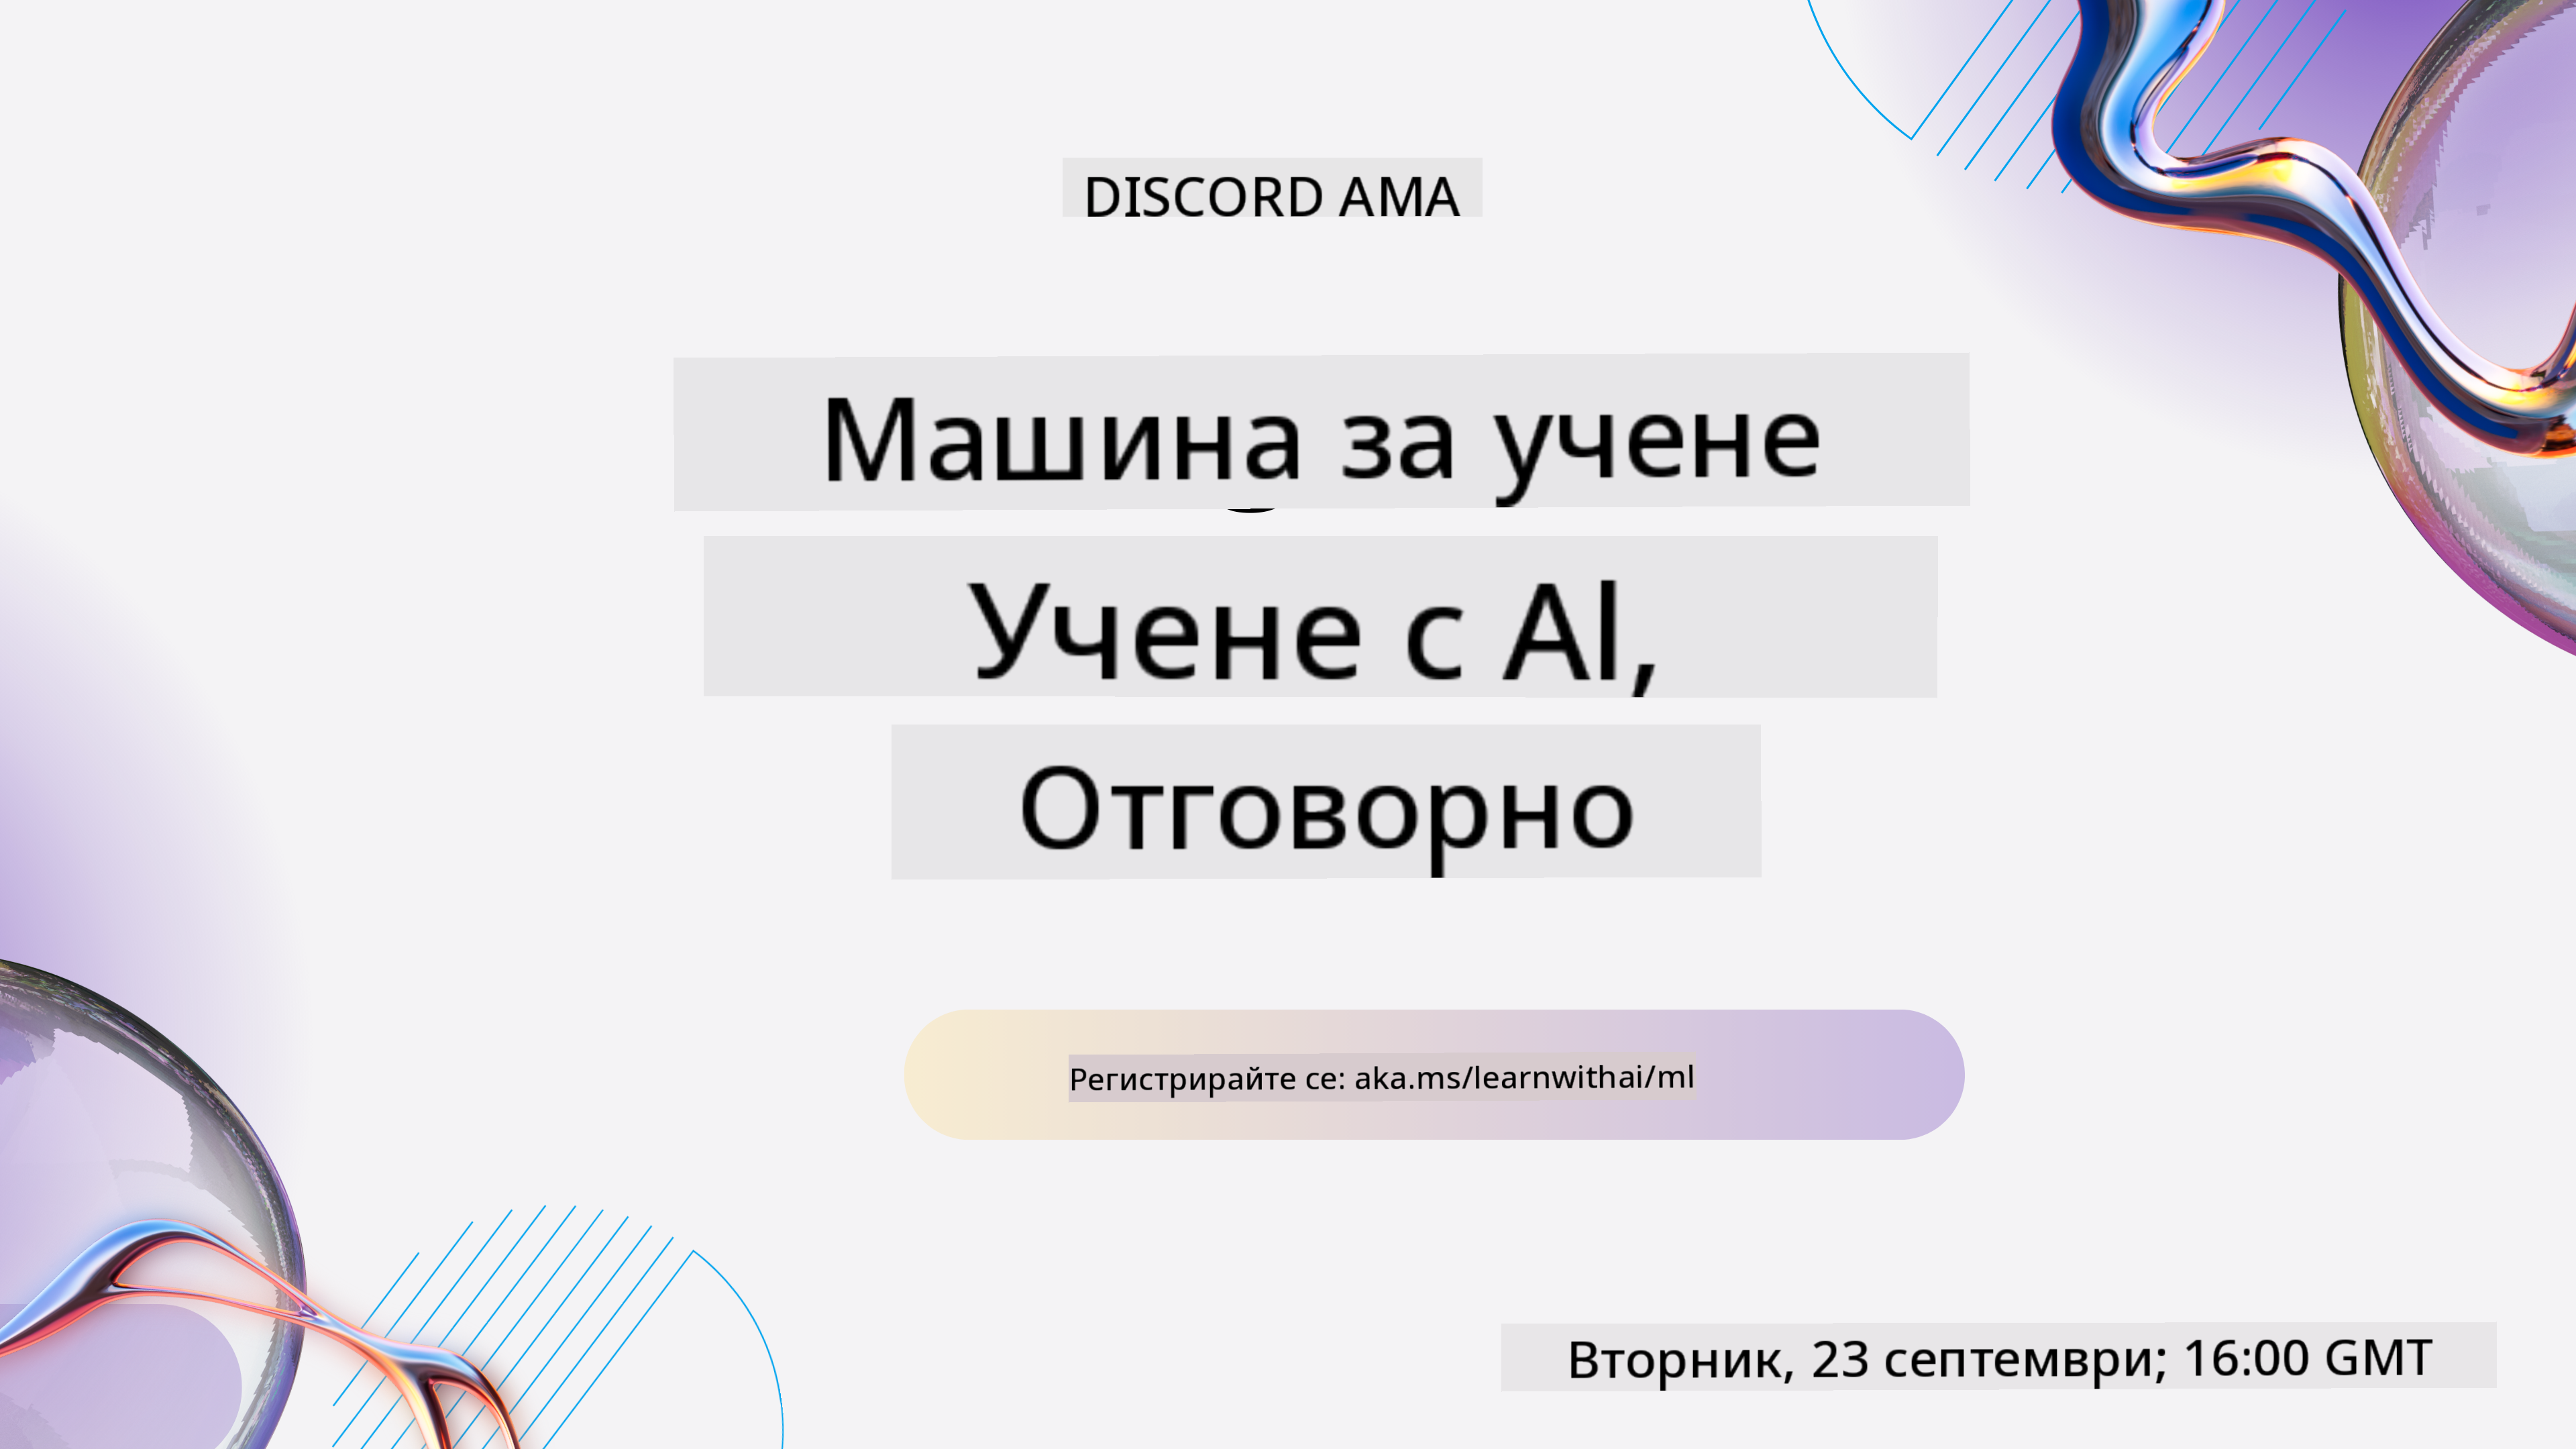 DISCORD AMA
Машина за учене
Учене с AI,
Отговорно
Регистрирайте се: aka.ms/learnwithai/ml
Вторник, 23 септември; 16:00 GMT